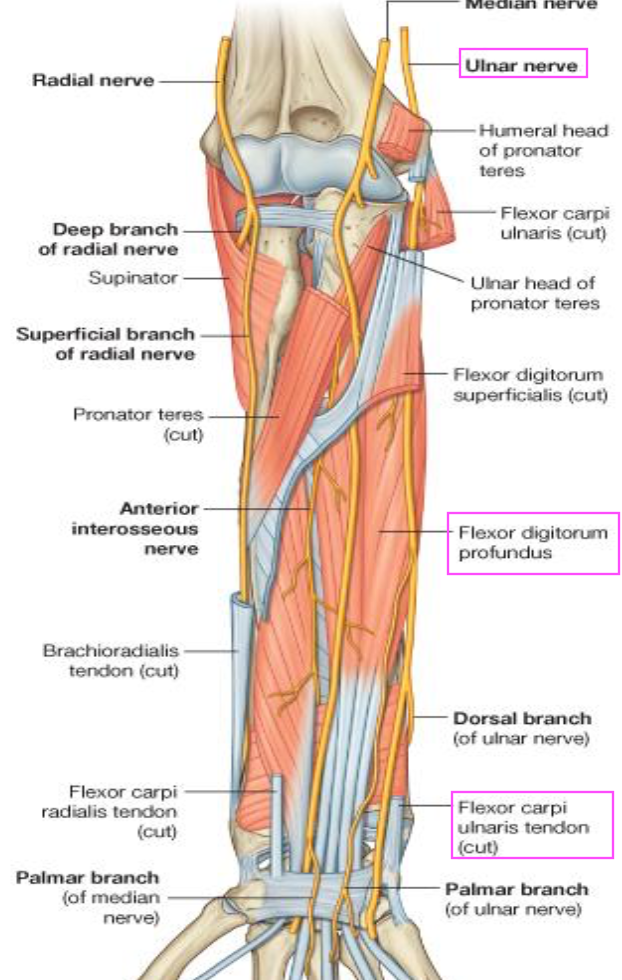 Median nerve
Ulnar nerve
Radial nerve
Humeral head
of pronator
teres
Flexor carpi
ulnaris (cut)
Deep branch
of radial nerve
Supinator
Ulnar head of
pronator teres
Superficial branch
of radial nerve
Flexor digitorum
superficialis (cut)
Pronator teres
(cut)
Anterior
interosseous
nerve
Flexor digitorum
profundus
Brachioradialis
tendon (cut)
Dorsal branch
(of ulnar nerve)
Flexor carpi
radialis tendon
(cut)
Flexor carpi
ulnaris tendon
(cut)
Palmar branch
(of median
nerve)
Palmar branch
(of ulnar nerve)